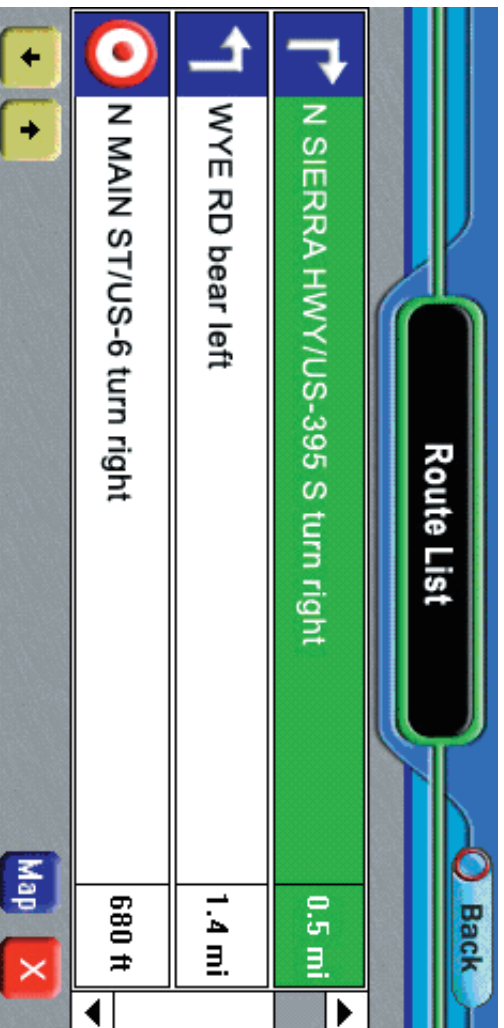 Route List
Back
N SIERRA HWY/US-395 S turn right 0.5 mi
WYE RD bear left 1.4 mi
N MAIN ST/US-6 turn right 680 ft
Map X